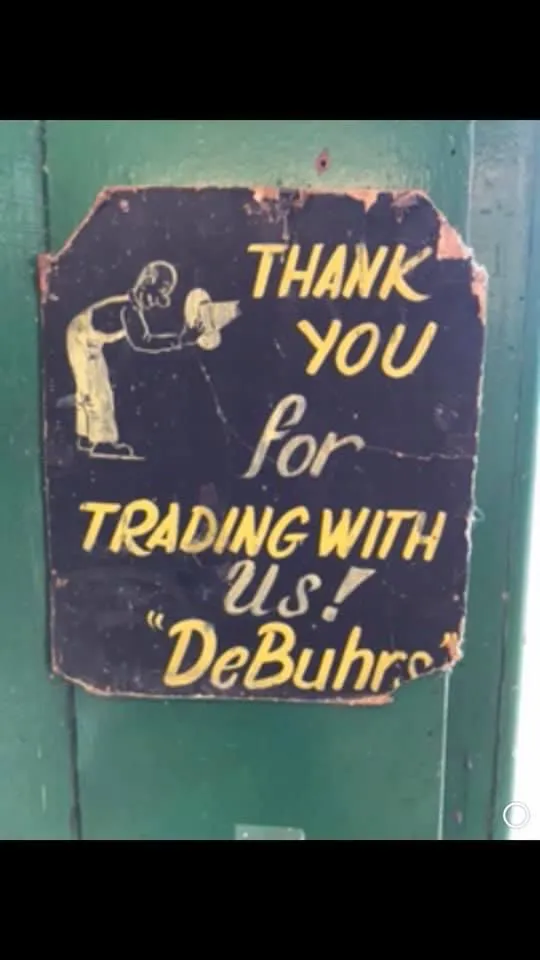 THANK
YOU
for
TRADING WITH
Us!
"DeBuhrs"